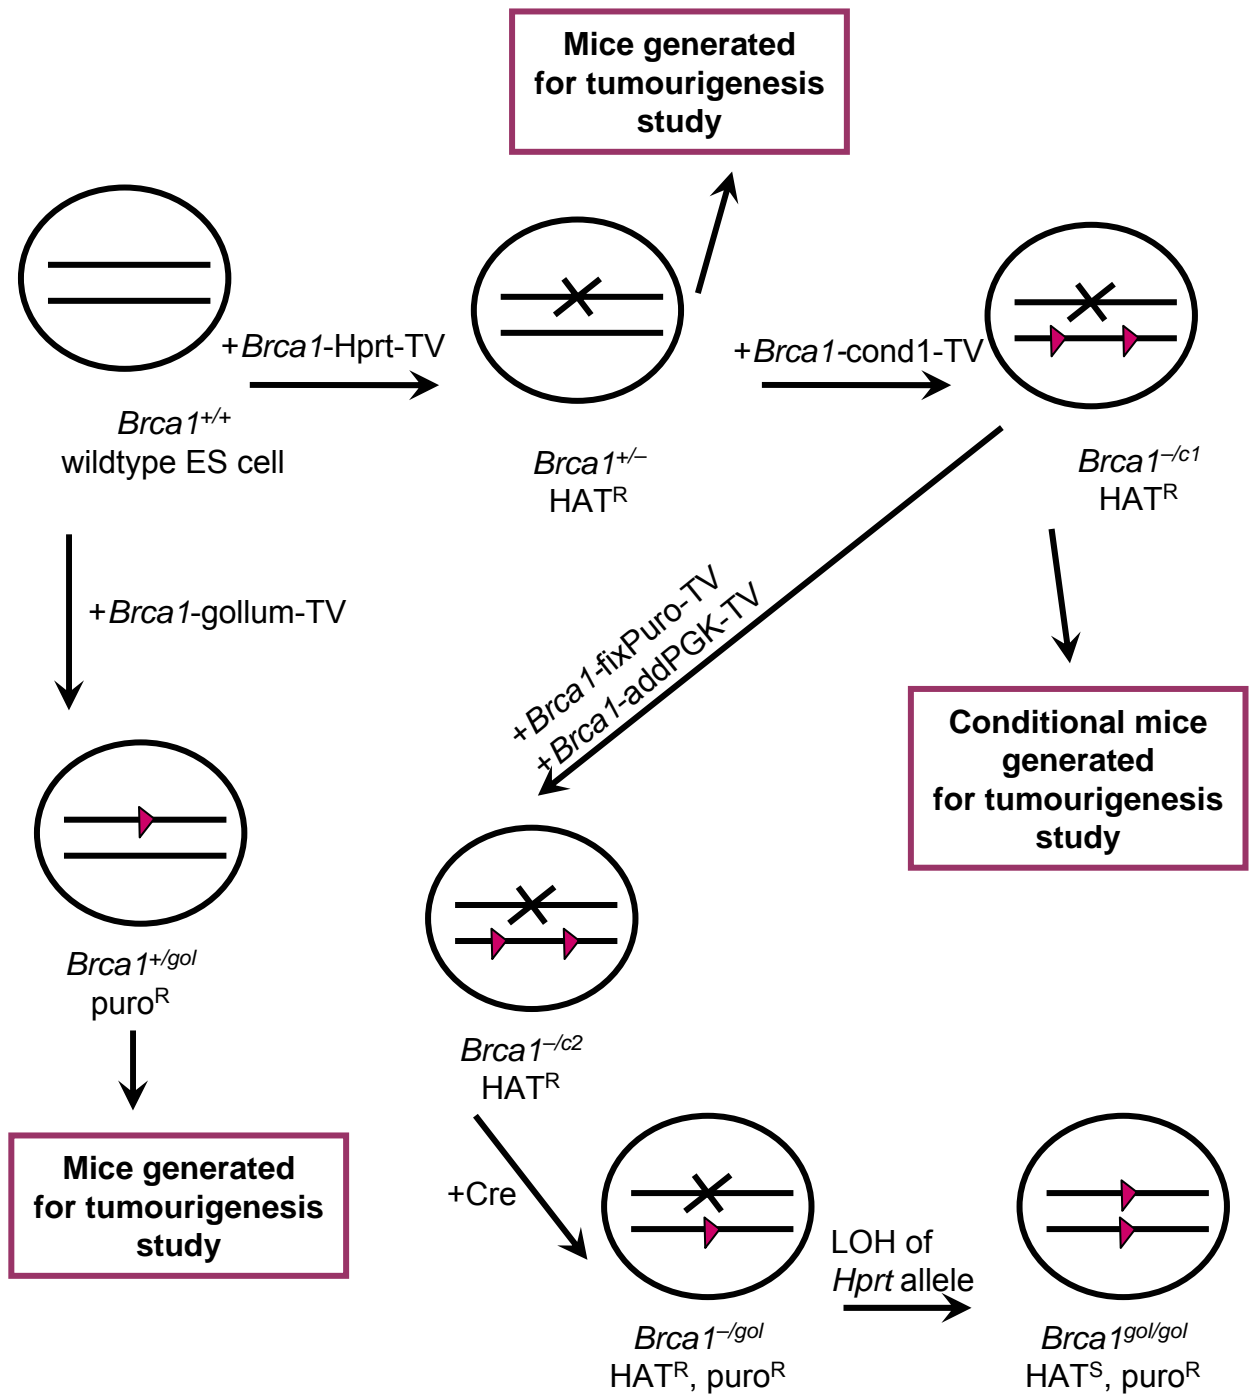 Mice generated
for tumourigenesis
study
+Brca1-Hprt-TV
+Brca1-cond1-TV
Brca1+/+
wildtype ES cell
Brca1+/–
HATR
Brca1–/c1
HATR
+Brca1-gollum-TV
+Brca1-fixPuro-TV
+Brca1-addPGK-TV
Conditional mice
generated
for tumourigenesis
study
Brca1+/gol
puroR
Brca1–/c2
HATR
Mice generated
for tumourigenesis
study
+Cre
LOH of
Hprt allele
Brca1–/gol
HATR, puroR
Brca1gol/gol
HATS, puroR